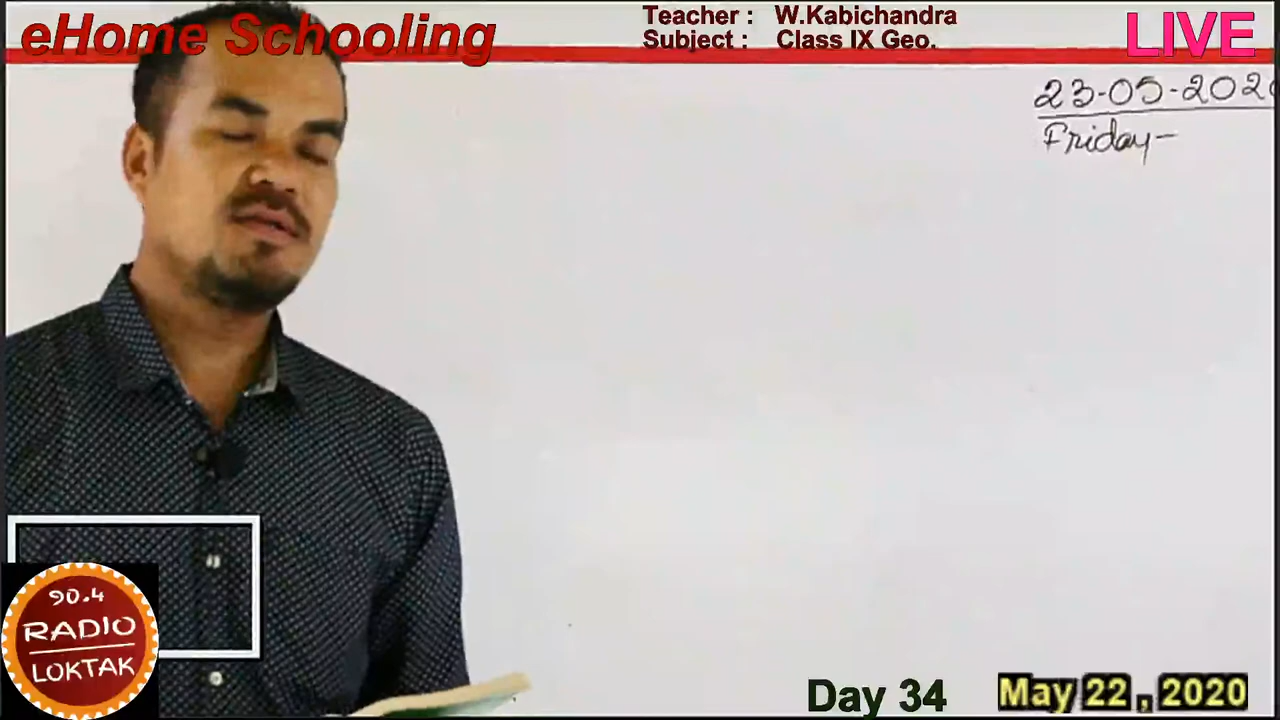 eHome Schooling
Teacher : W.Kabichandra
Subject : Class IX Geo.
LIVE
23-05-2020
Friday-
90.4
RADIO
LOKTAK
Day 34
May 22 , 2020